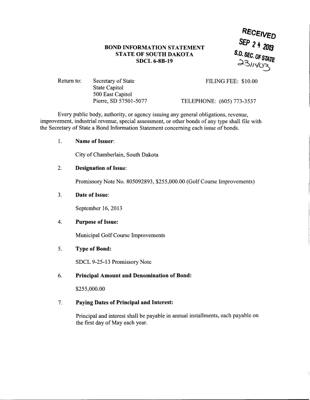 RECEIVED
SEP 24 2013
S.D. SEC. OF STATE
BOND INFORMATION STATEMENT
STATE OF SOUTH DAKOTA
SDCL 6-8B-19
Return to: Secretary of State FILING FEE: $10.00
State Capitol
500 East Capitol
Pierre, SD 57501-5077 TELEPHONE: (605) 773-3537
Every public body, authority, or agency issuing any general obligations, revenue,
improvement, industrial revenue, special assessment, or other bonds of any type shall file with
the Secretary of State a Bond Information Statement concerning each issue of bonds.
1. Name of Issuer:
City of Chamberlain, South Dakota
2. Designation of Issue:
Promissory Note No. 805092893, $255,000.00 (Golf Course Improvements)
3. Date of Issue:
September 16, 2013
4. Purpose of Issue:
Municipal Golf Course Improvements
5. Type of Bond:
SDCL 9-25-13 Promissory Note
6. Principal Amount and Denomination of Bond:
$255,000.00
7. Paying Dates of Principal and Interest:
Principal and interest shall be payable in annual installments, each payable on
the first day of May each year.